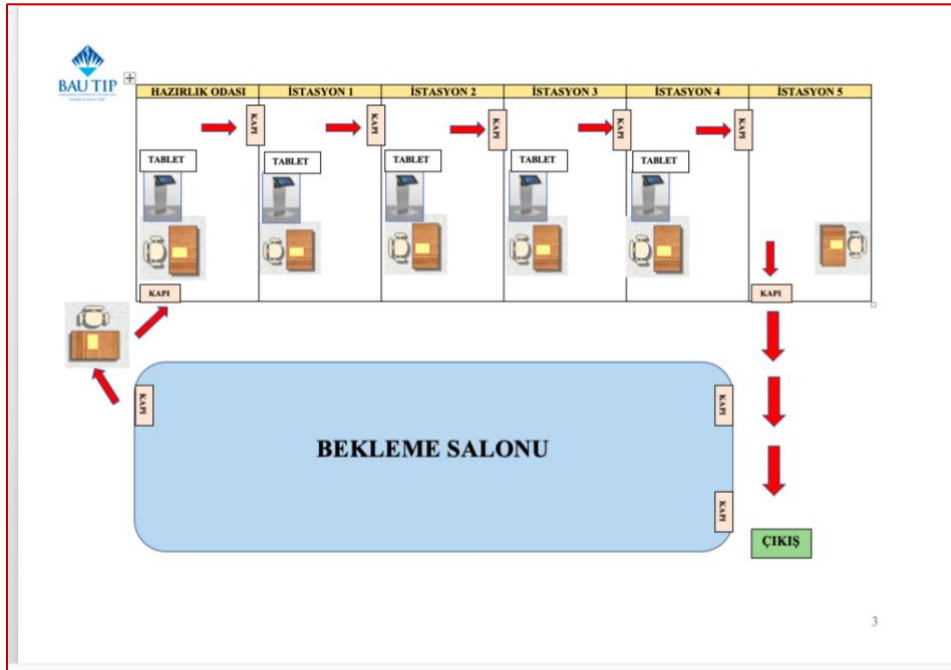 BAU TIP
HAZIRLIK ODASI
İSTASYON 1
İSTASYON 2
İSTASYON 3
İSTASYON 4
İSTASYON 5
KAPI
KAPI
KAPI
KAPI
KAPI
TABLET
TABLET
TABLET
TABLET
TABLET
KAPI
KAPI
KAPI
KAPI
BEKLEME SALONU
KAPI
ÇIKIŞ
3